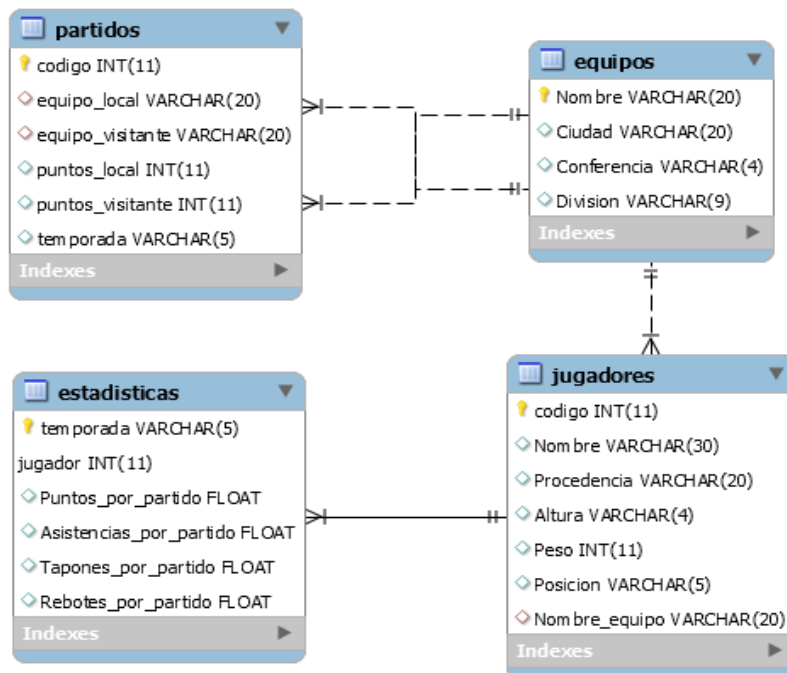 partidos
codigo INT(11)
equipo_local VARCHAR(20)
equipo_visitante VARCHAR(20)
puntos_local INT(11)
puntos_visitante INT(11)
temporada VARCHAR(5)
Indexes
equipos
Nombre VARCHAR(20)
Ciudad VARCHAR(20)
Conferencia VARCHAR(4)
Division VARCHAR(9)
Indexes
estadisticas
temporada VARCHAR(5)
jugador INT(11)
Puntos_por_partido FLOAT
Asistencias_por_partido FLOAT
Tapones_por_partido FLOAT
Rebotes_por_partido FLOAT
Indexes
jugadores
codigo INT(11)
Nombre VARCHAR(30)
Procedencia VARCHAR(20)
Altura VARCHAR(4)
Peso INT(11)
Posicion VARCHAR(5)
Nombre_equipo VARCHAR(20)
Indexes